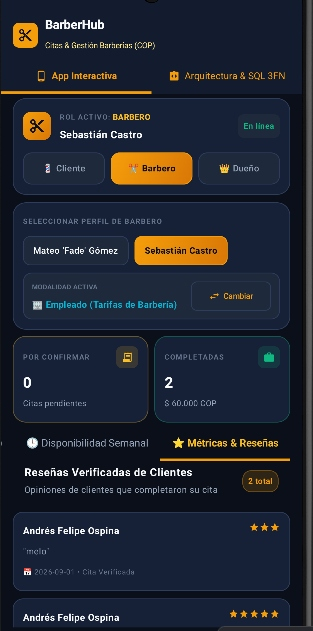 BarberHub
Citas & Gestión Barberías (COP)
App Interactiva
Arquitectura & SQL 3FN
ROL ACTIVO: BARBERO
Sebastián Castro
En línea
Cliente
Barbero
Dueño
SELECCIONAR PERFIL DE BARBERO
Mateo 'Fade' Gómez
Sebastián Castro
MODALIDAD ACTIVA
Empleado (Tarifas de Barbería)
Cambiar
POR CONFIRMAR
0
Citas pendientes
COMPLETADAS
2
$ 60.000 COP
Disponibilidad Semanal
Métricas & Reseñas
Reseñas Verificadas de Clientes
Opiniones de clientes que completaron su cita
2 total
Andrés Felipe Ospina
"melo"
2026-09-01 • Cita Verificada
Andrés Felipe Ospina